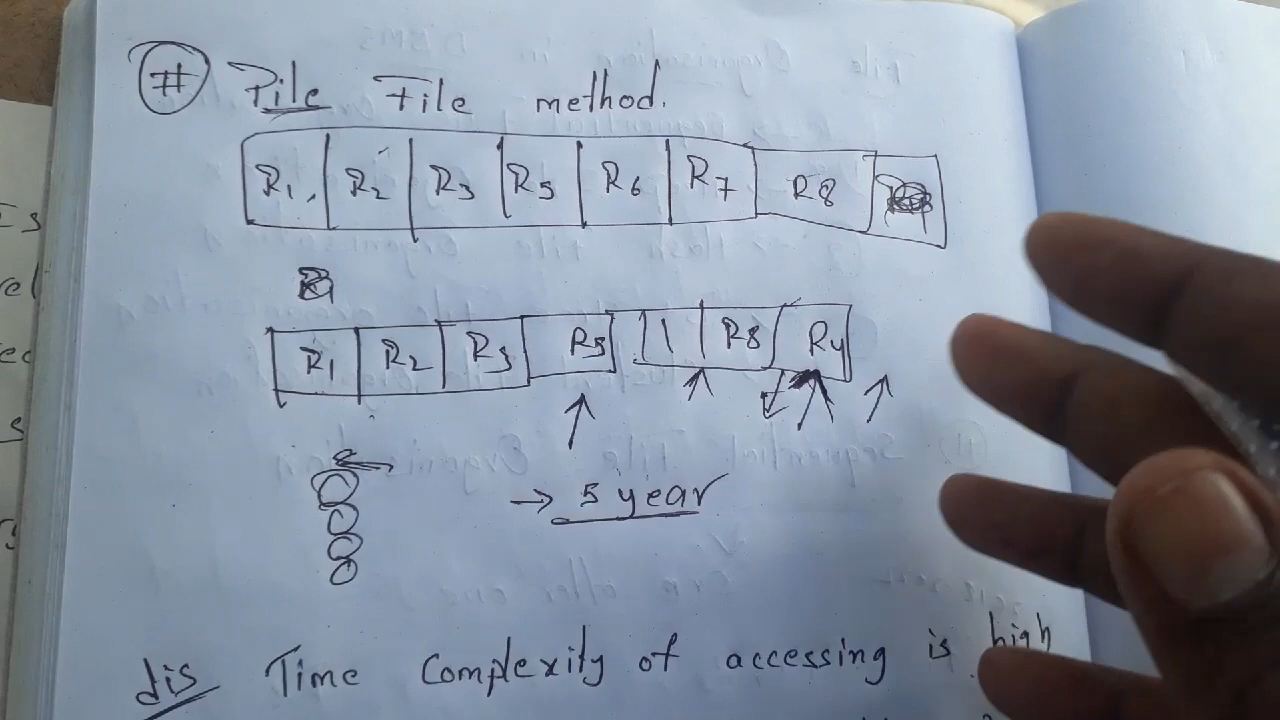 # Pile File method.
R1 R2 R3 R5 R6 R7 R8
R1 R2 R3 R5 R8 R4
→ 5 year
dis Time Complexity of accessing is high